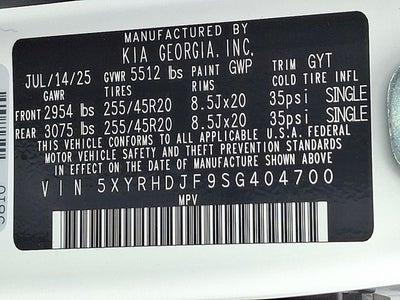 MANUFACTURED BY
KIA GEORGIA, INC.
JUL/14/25 GVWR 5512 lbs PAINT GWP TRIM GYT
GAWR TIRES RIMS COLD TIRE INFL
FRONT 2954 lbs 255/45R20 8.5Jx20 35psi SINGLE
REAR 3075 lbs 255/45R20 8.5Jx20 35psi SINGLE
THIS VEHICLE CONFORMS TO ALL APPLICABLE U.S.A. FEDERAL
MOTOR VEHICLE SAFETY AND THEFT PREVENTION STANDARDS
IN EFFECT ON THE DATE OF MANUFACTURE SHOWN ABOVE
VIN 5XYRHDJF9SG404700
MPV